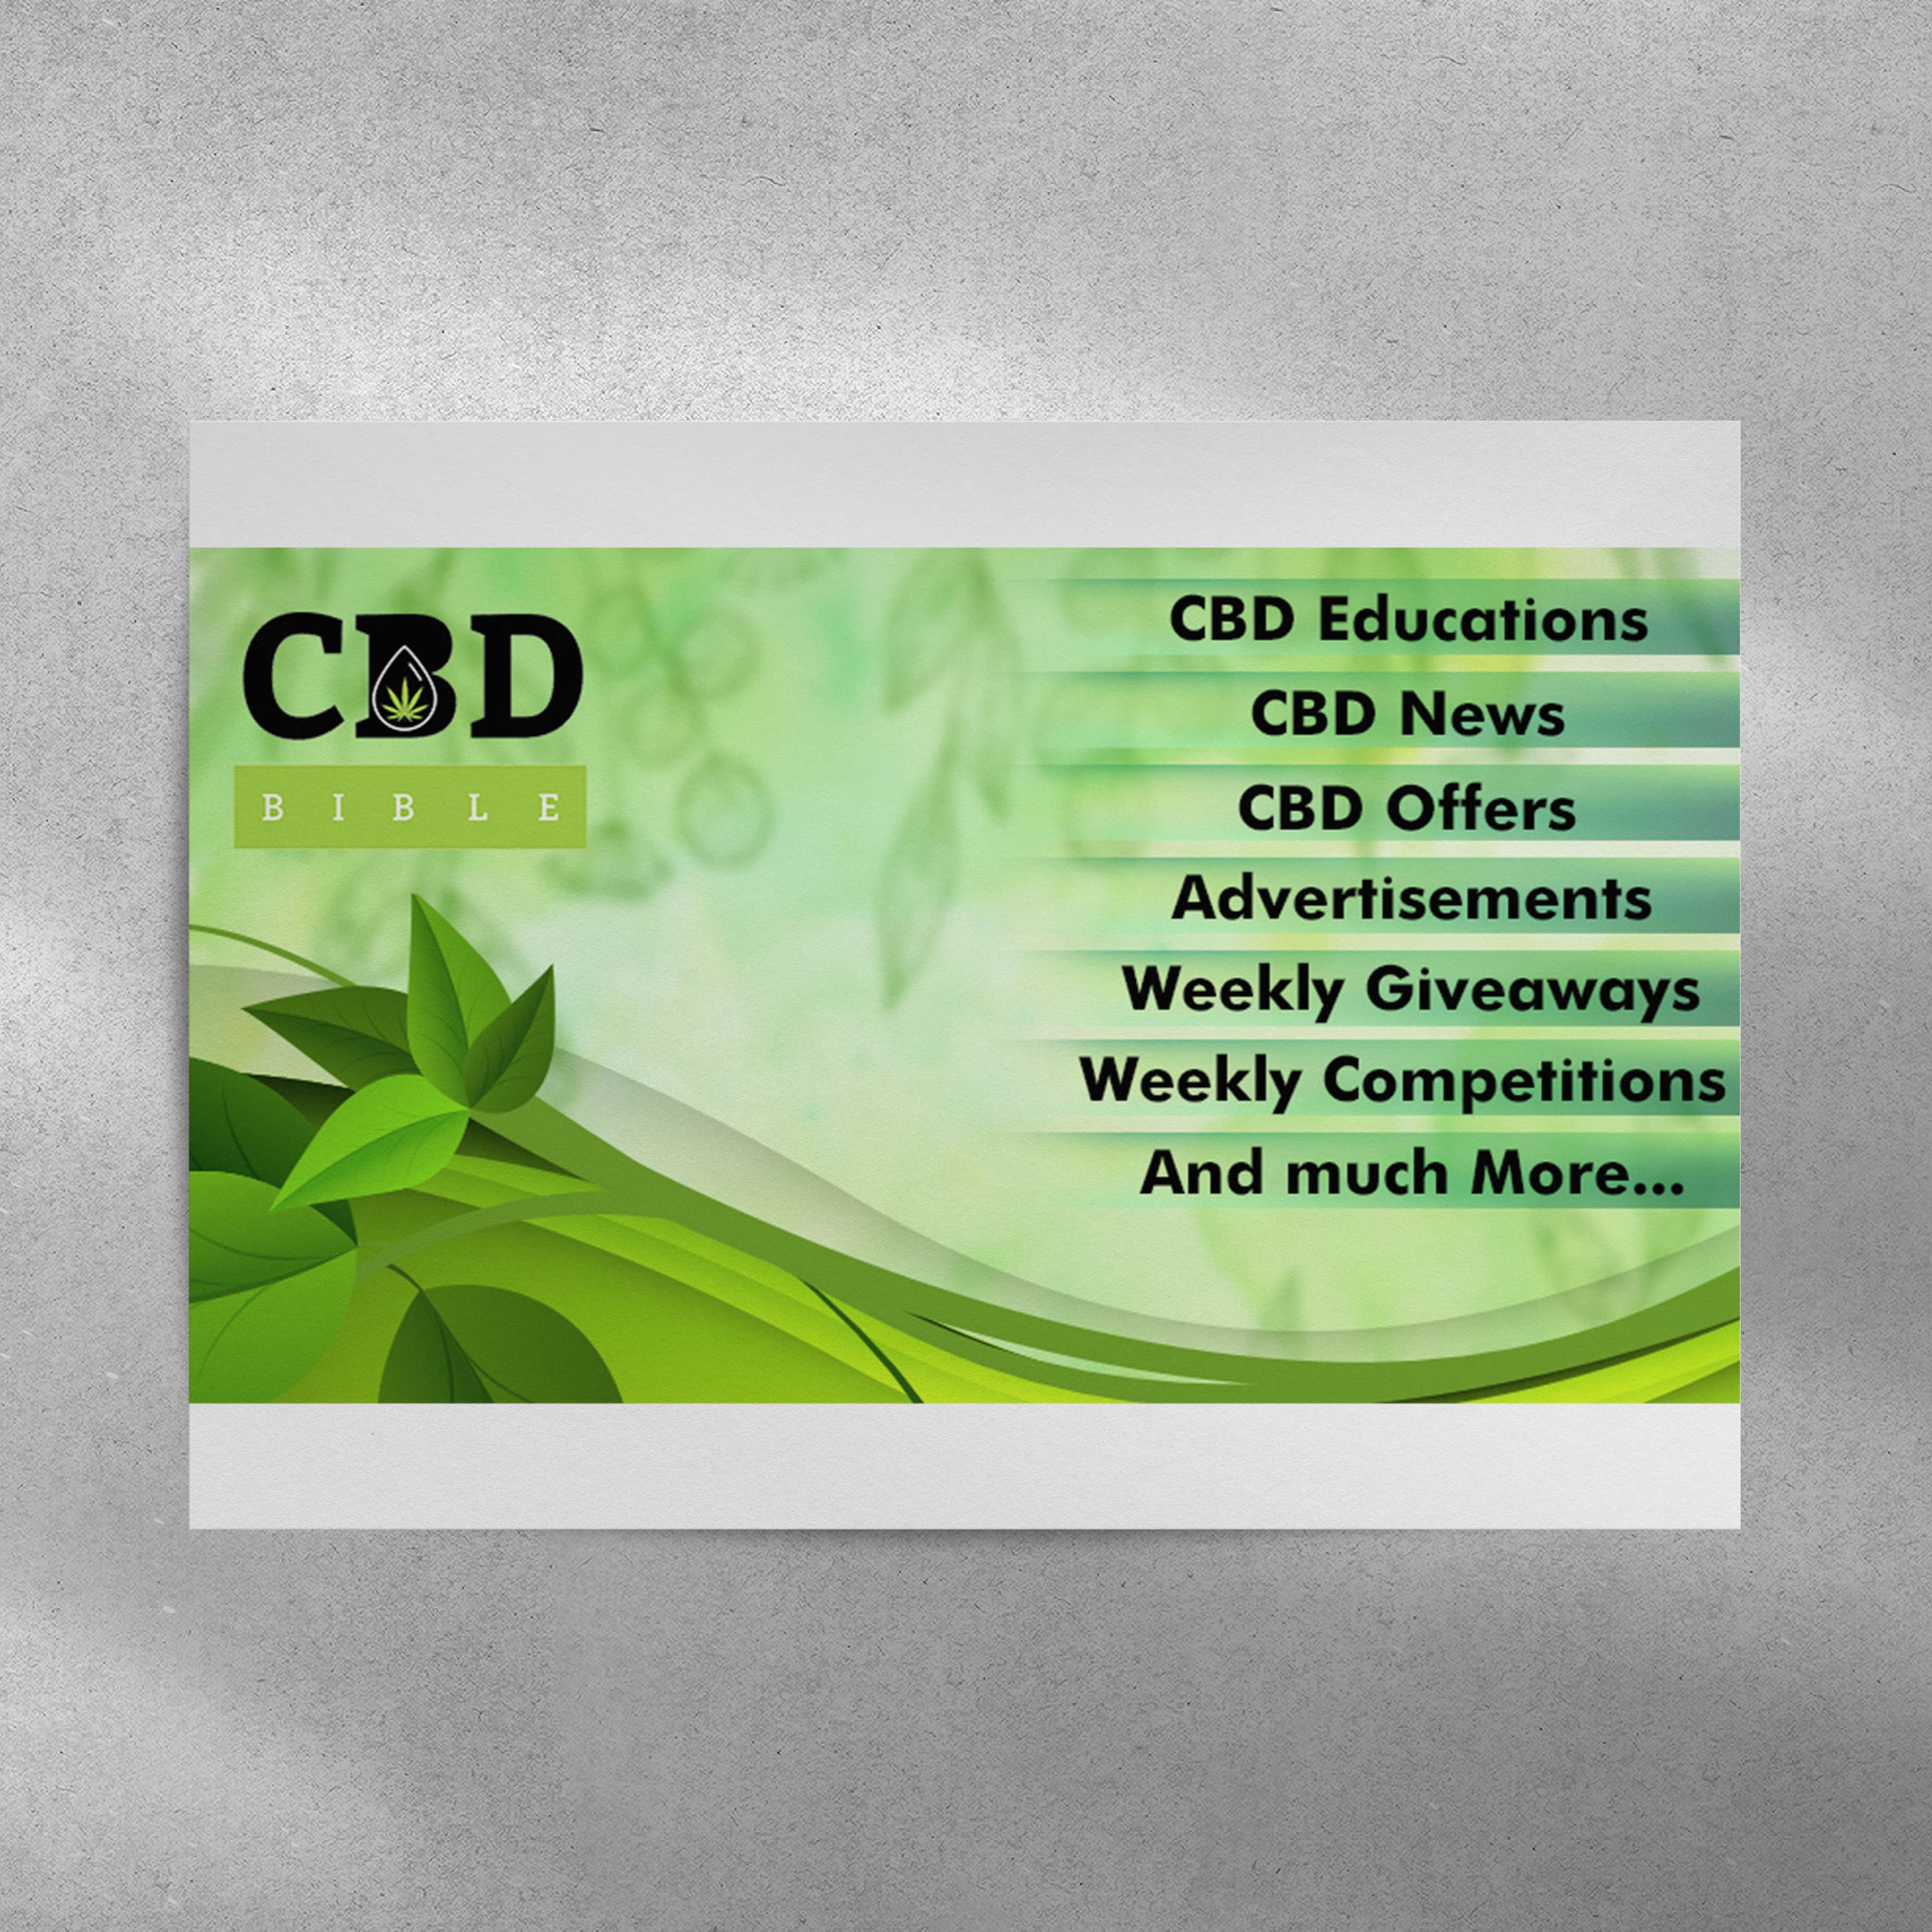 CBD
BIBLE
CBD Educations
CBD News
CBD Offers
Advertisements
Weekly Giveaways
Weekly Competitions
And much More...